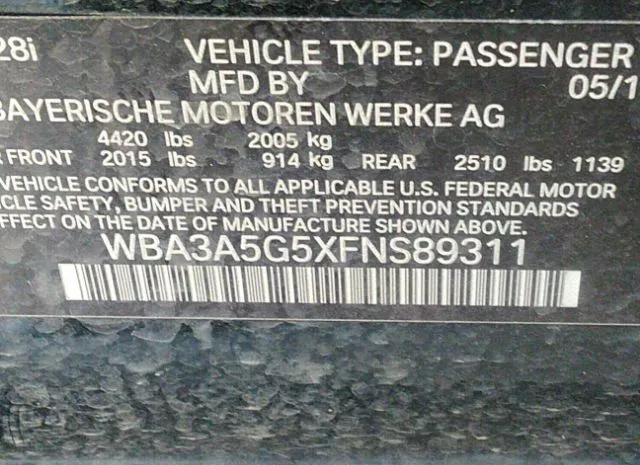 28i VEHICLE TYPE: PASSENGER
MFD BY 05/1
BAYERISCHE MOTOREN WERKE AG
4420 lbs 2005 kg
R FRONT 2015 lbs 914 kg REAR 2510 lbs 1139
VEHICLE CONFORMS TO ALL APPLICABLE U.S. FEDERAL MOTOR
CLE SAFETY, BUMPER AND THEFT PREVENTION STANDARDS
EFFECT ON THE DATE OF MANUFACTURE SHOWN ABOVE.
WBA3A5G5XFNS89311